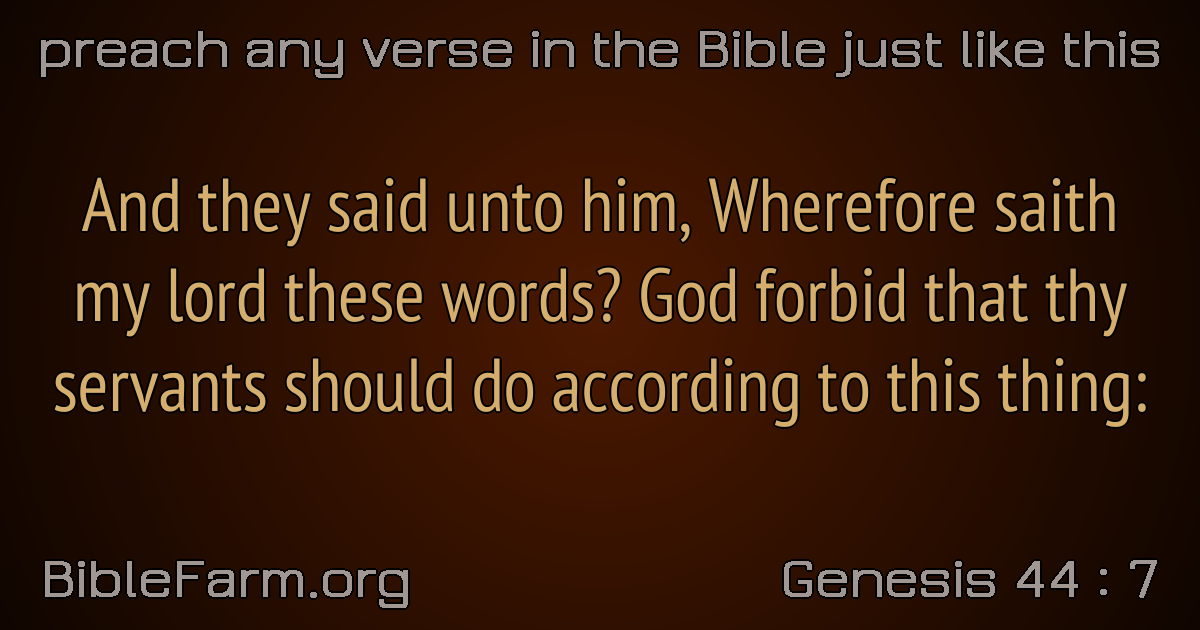 preach any verse in the Bible just like this
And they said unto him, Wherefore saith
my lord these words? God forbid that thy
servants should do according to this thing:
BibleFarm.org
Genesis 44 : 7